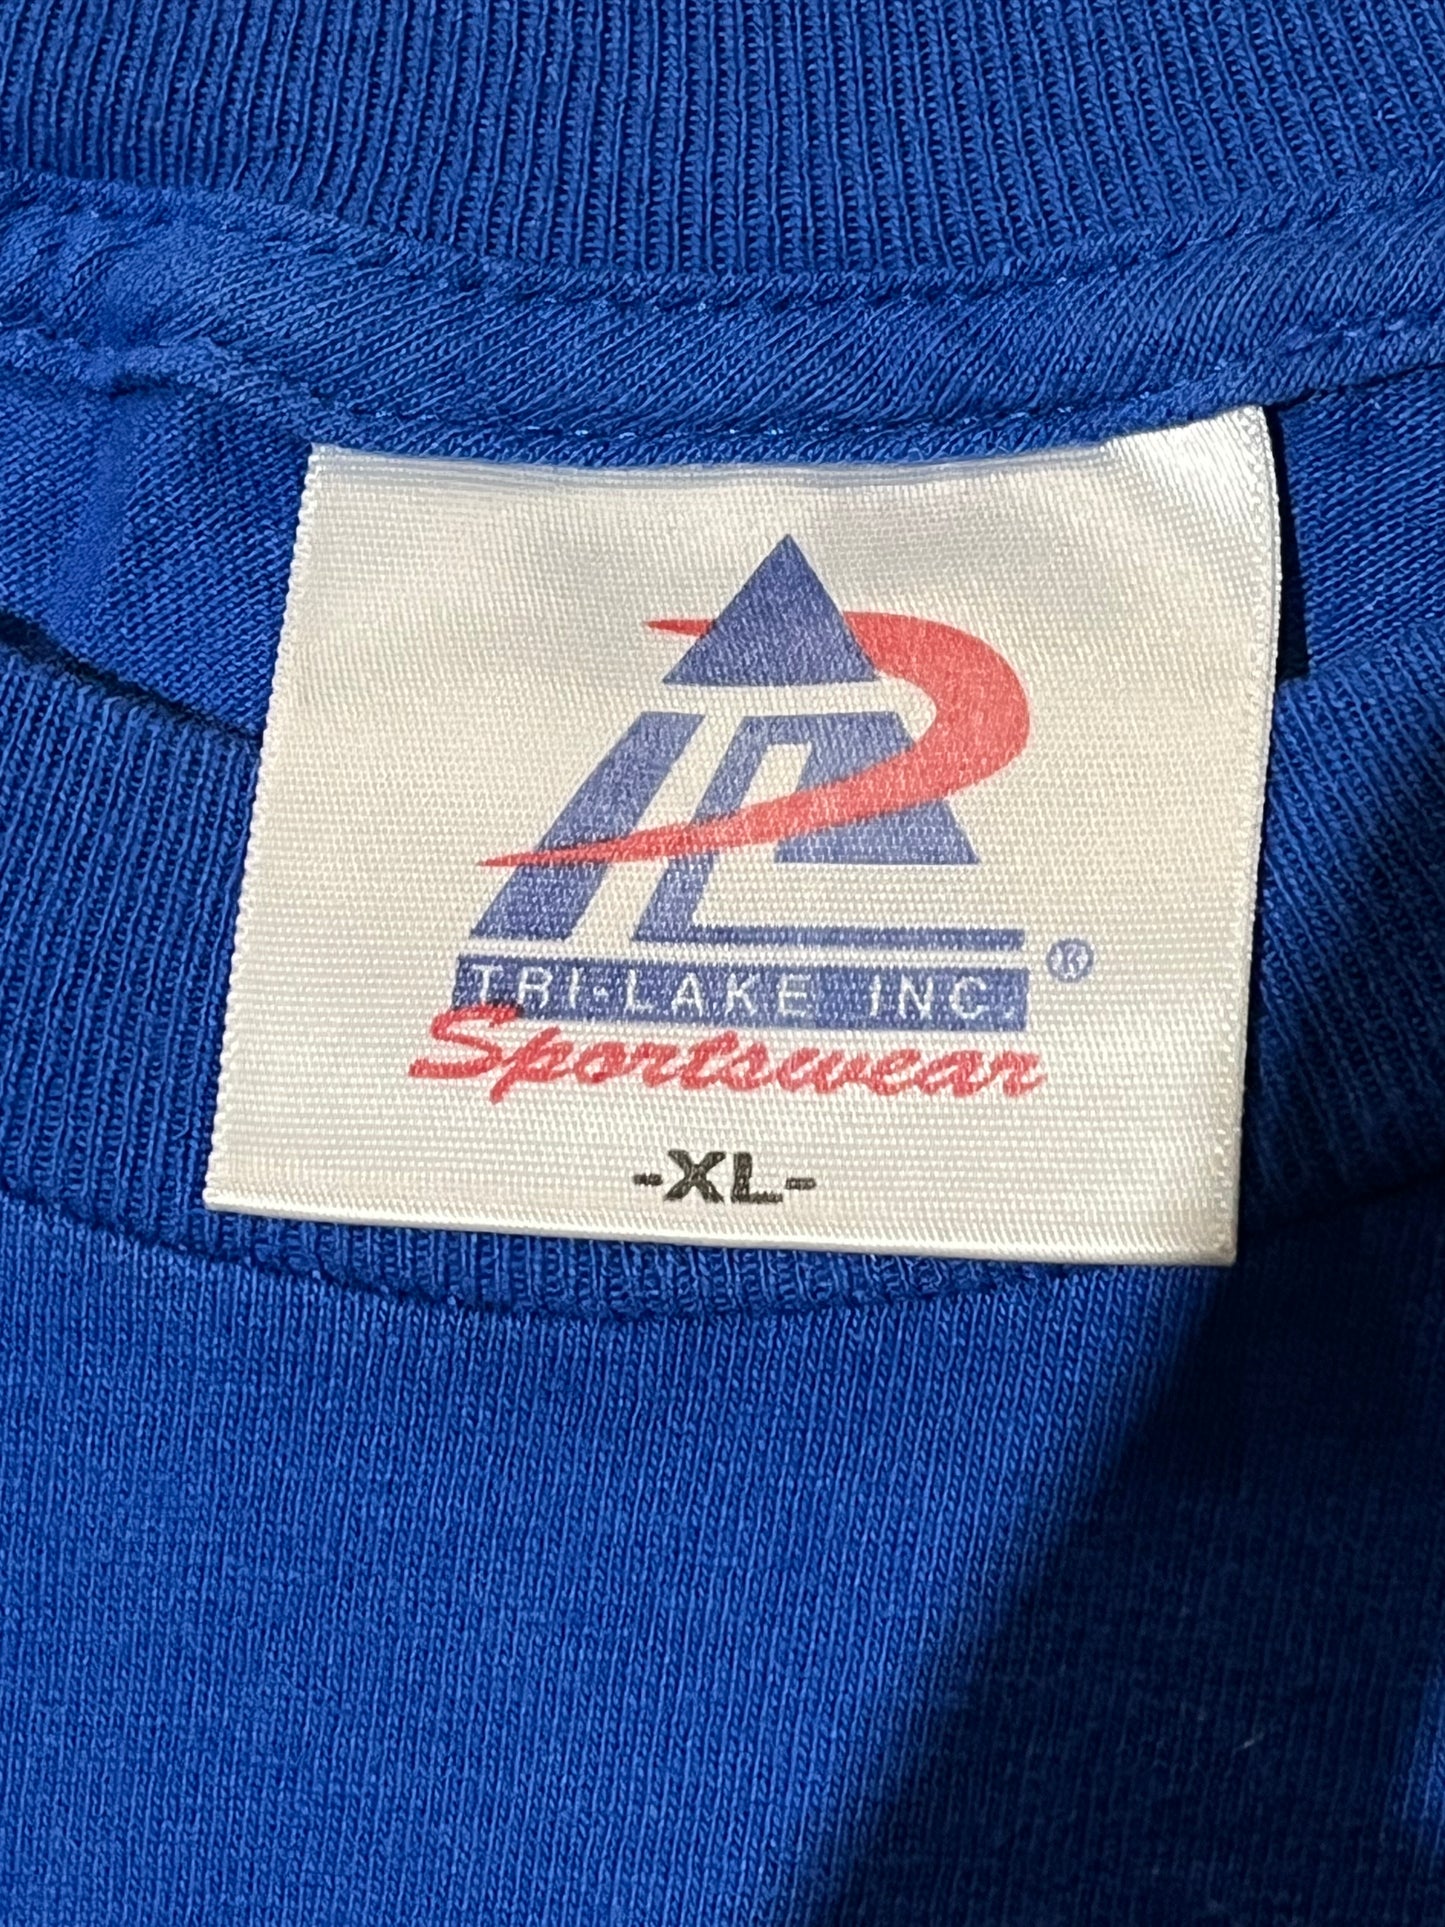 TRI-LAKE INC. ®
Sportswear
-XL-